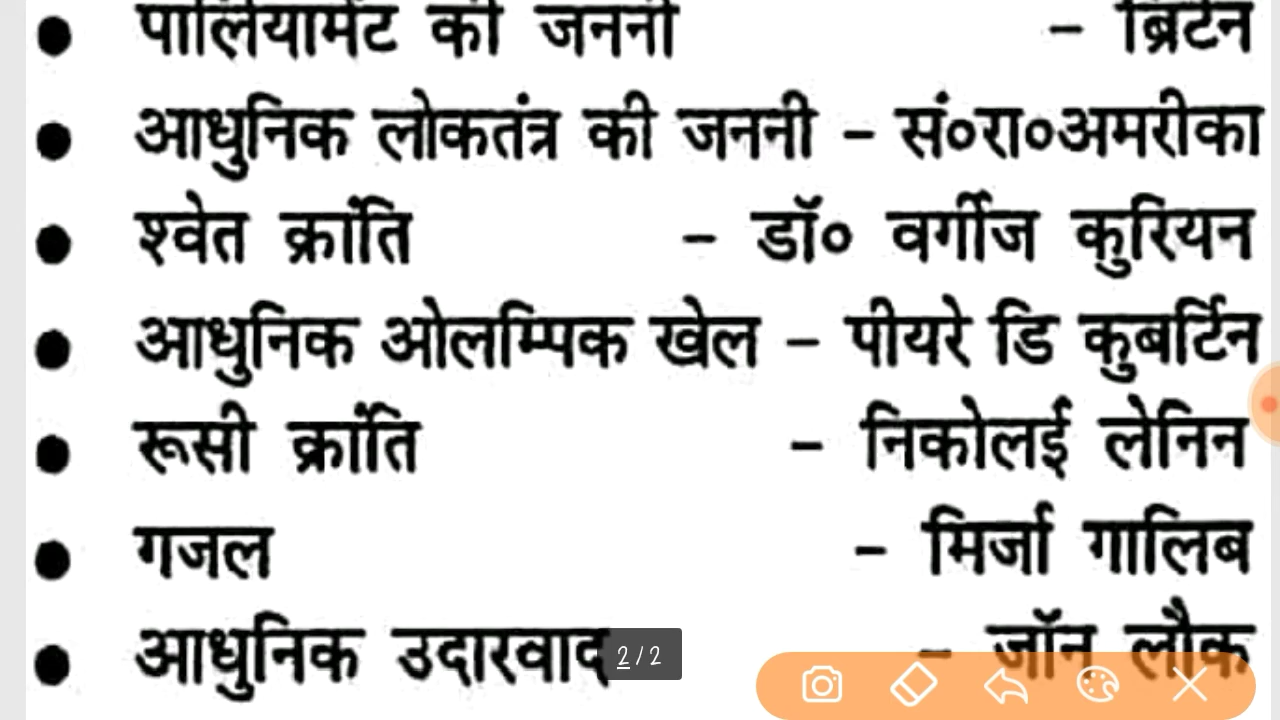 ● पार्लियामेंट की जननी – ब्रिटेन
● आधुनिक लोकतंत्र की जननी – सं०रा०अमरीका
● श्वेत क्रांति – डॉ० वर्गीज कुरियन
● आधुनिक ओलम्पिक खेल – पीयरे डि कुबर्टिन
● रूसी क्रांति – निकोलई लेनिन
● गजल – मिर्जा गालिब
● आधुनिक उदारवाद – जॉन लौक
2/2